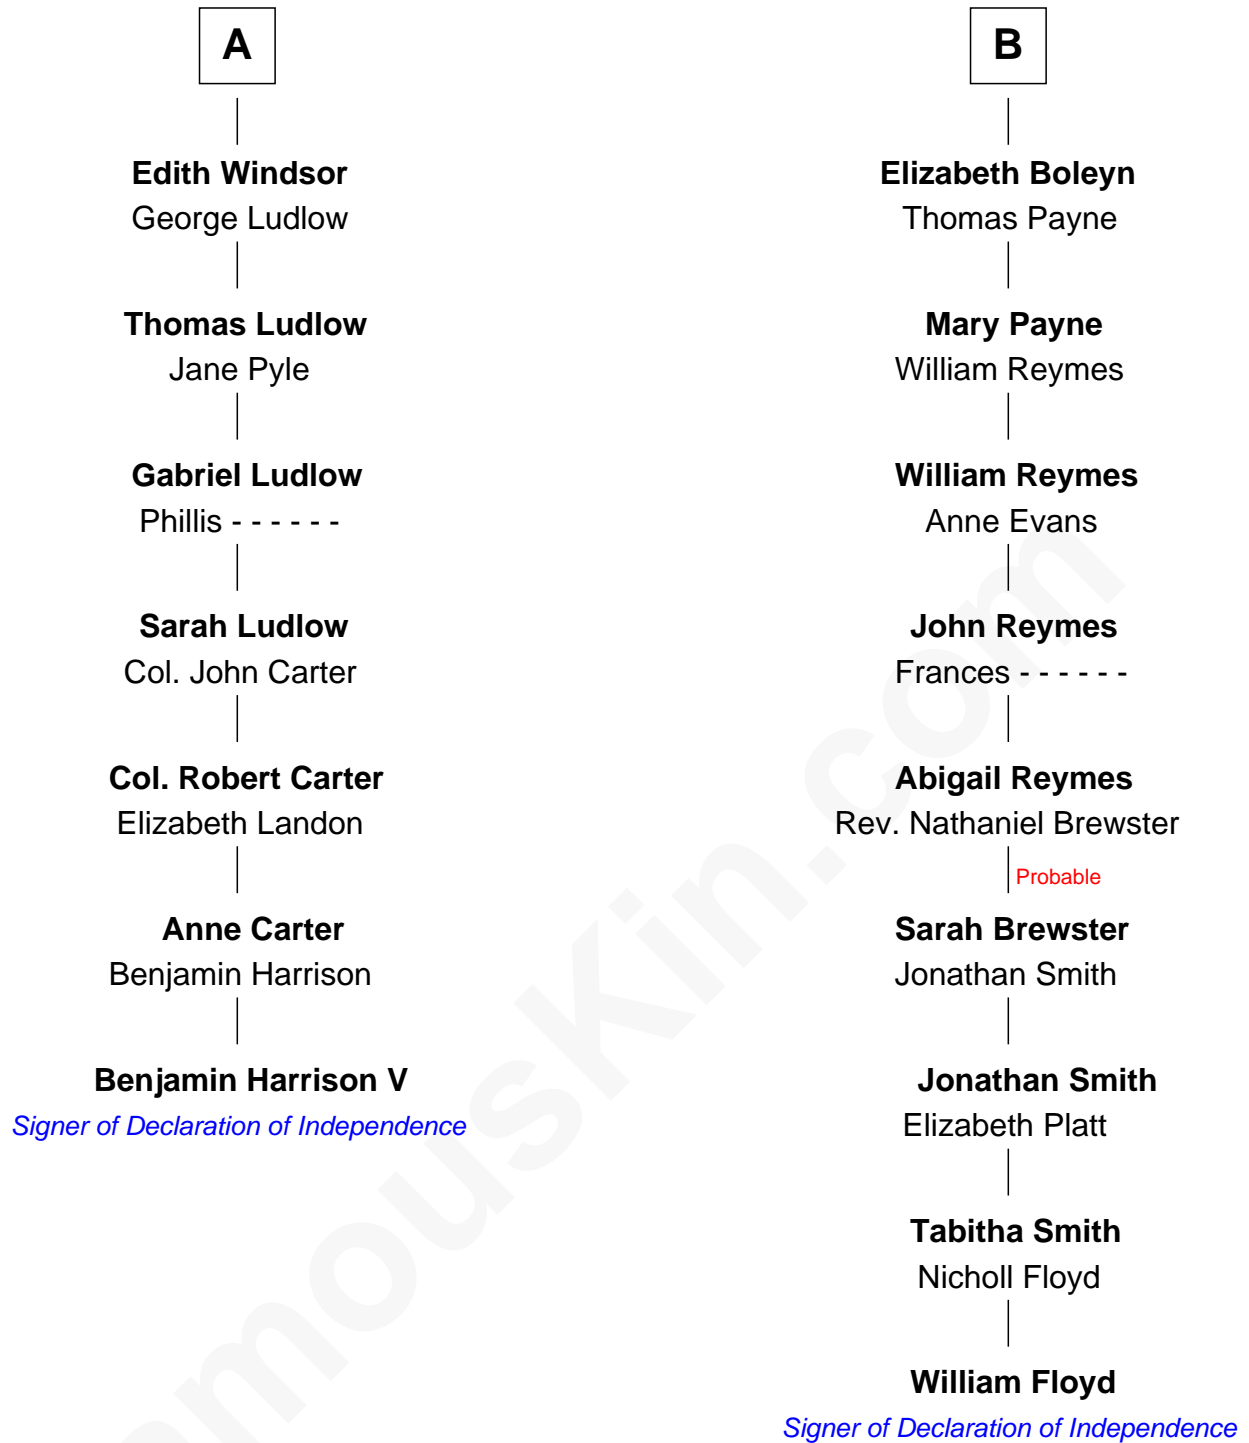 A
Edith Windsor
George Ludlow
Thomas Ludlow
Jane Pyle
Gabriel Ludlow
Phillis - - - - - -
Sarah Ludlow
Col. John Carter
Col. Robert Carter
Elizabeth Landon
Anne Carter
Benjamin Harrison
Benjamin Harrison V
Signer of Declaration of Independence
B
Elizabeth Boleyn
Thomas Payne
Mary Payne
William Reymes
William Reymes
Anne Evans
John Reymes
Frances - - - - - -
Abigail Reymes
Rev. Nathaniel Brewster
Probable
Sarah Brewster
Jonathan Smith
Jonathan Smith
Elizabeth Platt
Tabitha Smith
Nicholl Floyd
William Floyd
Signer of Declaration of Independence
amouskin.com